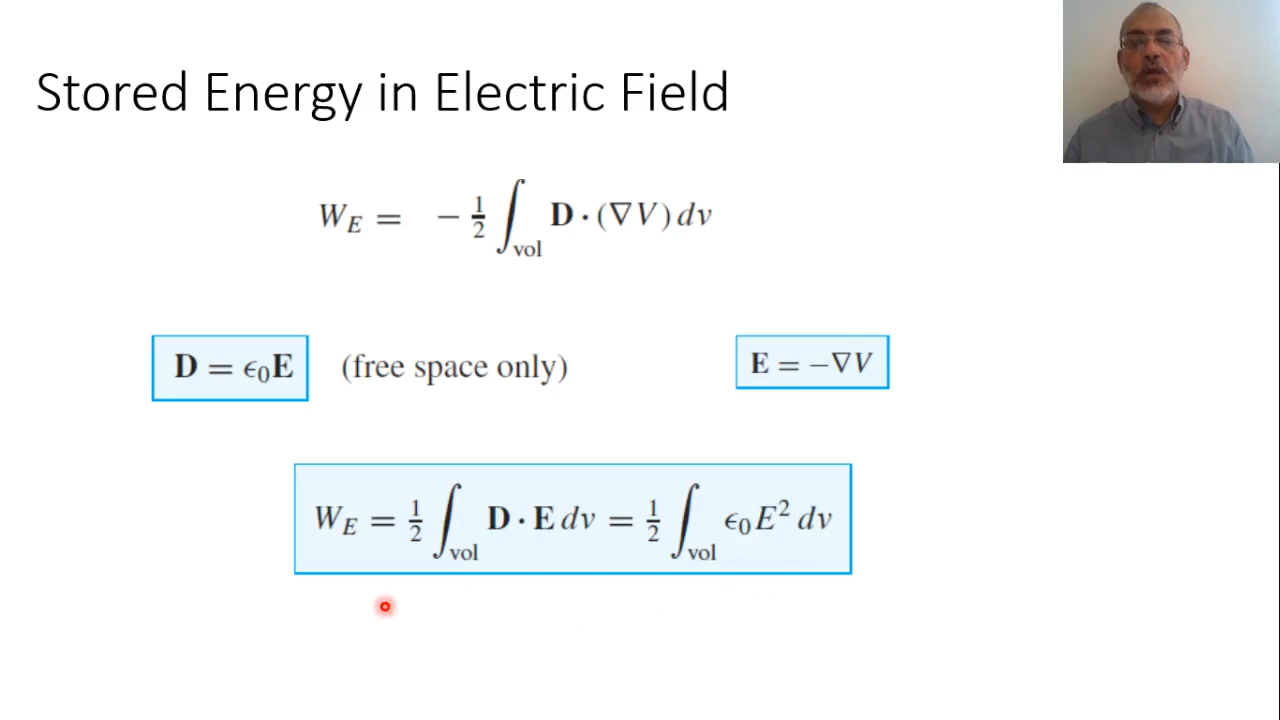 Stored Energy in Electric Field
W_E = − 1/2 ∫_vol D · (∇V) dv
D = ϵ₀E (free space only) E = −∇V
W_E = 1/2 ∫_vol D · E dv = 1/2 ∫_vol ϵ₀E² dv